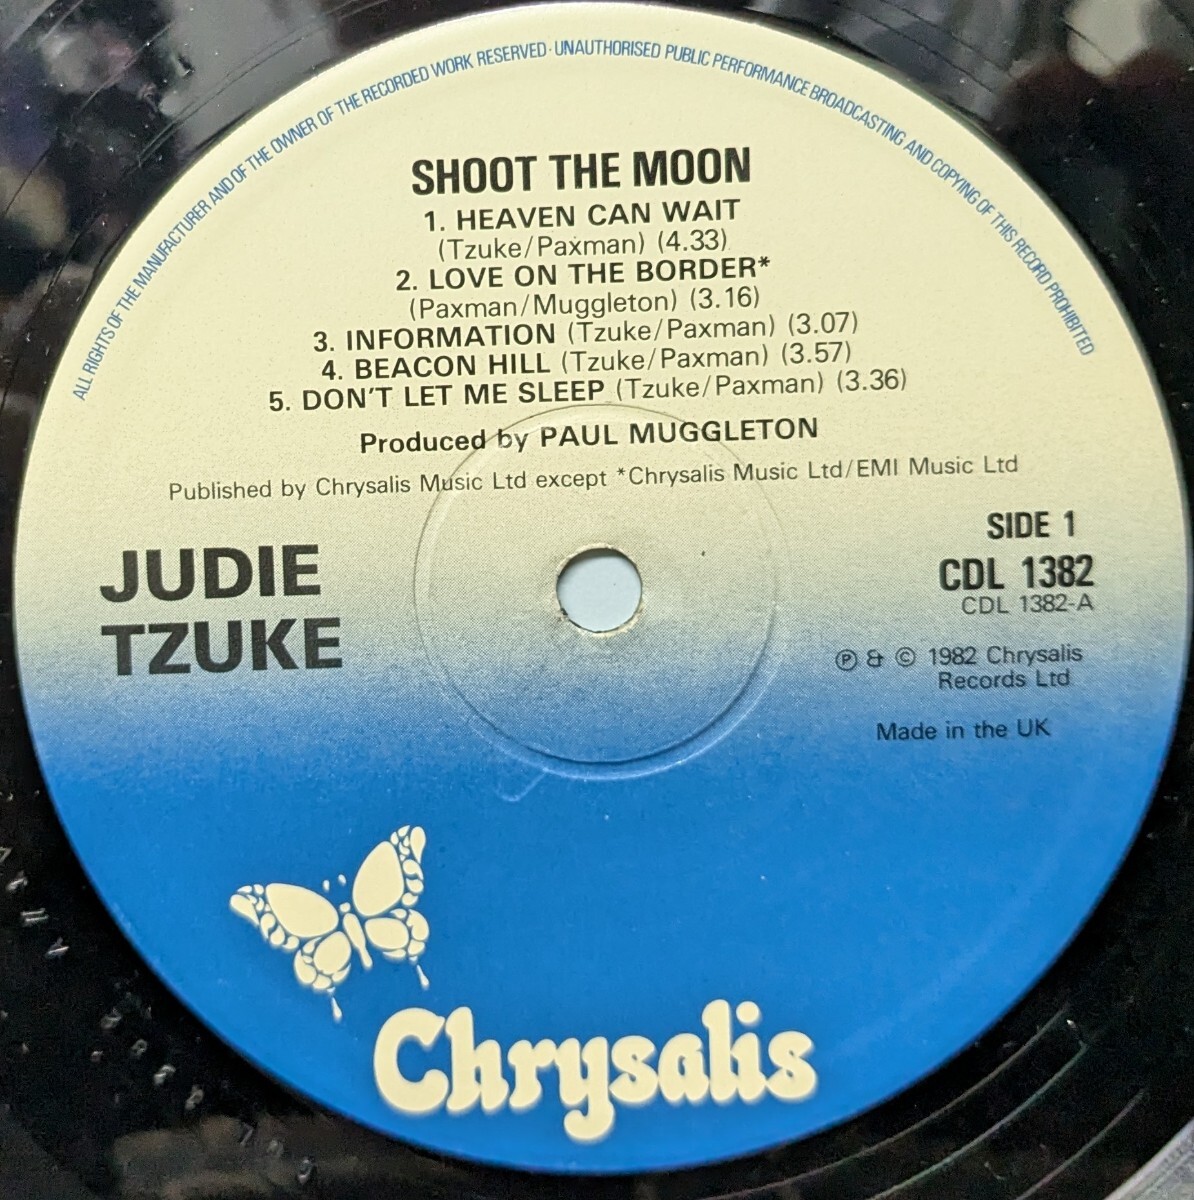 ALL RIGHTS OF THE MANUFACTURER AND OF THE OWNER OF THE RECORDED WORK RESERVED · UNAUTHORISED PUBLIC PERFORMANCE BROADCASTING AND COPYING OF THIS RECORD PROHIBITED
SHOOT THE MOON
1. HEAVEN CAN WAIT
(Tzuke/Paxman) (4.33)
2. LOVE ON THE BORDER*
(Paxman/Muggleton) (3.16)
3. INFORMATION (Tzuke/Paxman) (3.07)
4. BEACON HILL (Tzuke/Paxman) (3.57)
5. DON'T LET ME SLEEP (Tzuke/Paxman) (3.36)
Produced by PAUL MUGGLETON
Published by Chrysalis Music Ltd except *Chrysalis Music Ltd/EMI Music Ltd
JUDIE
TZUKE
SIDE 1
CDL 1382
CDL 1382-A
℗ & © 1982 Chrysalis
Records Ltd
Made in the UK
Chrysalis